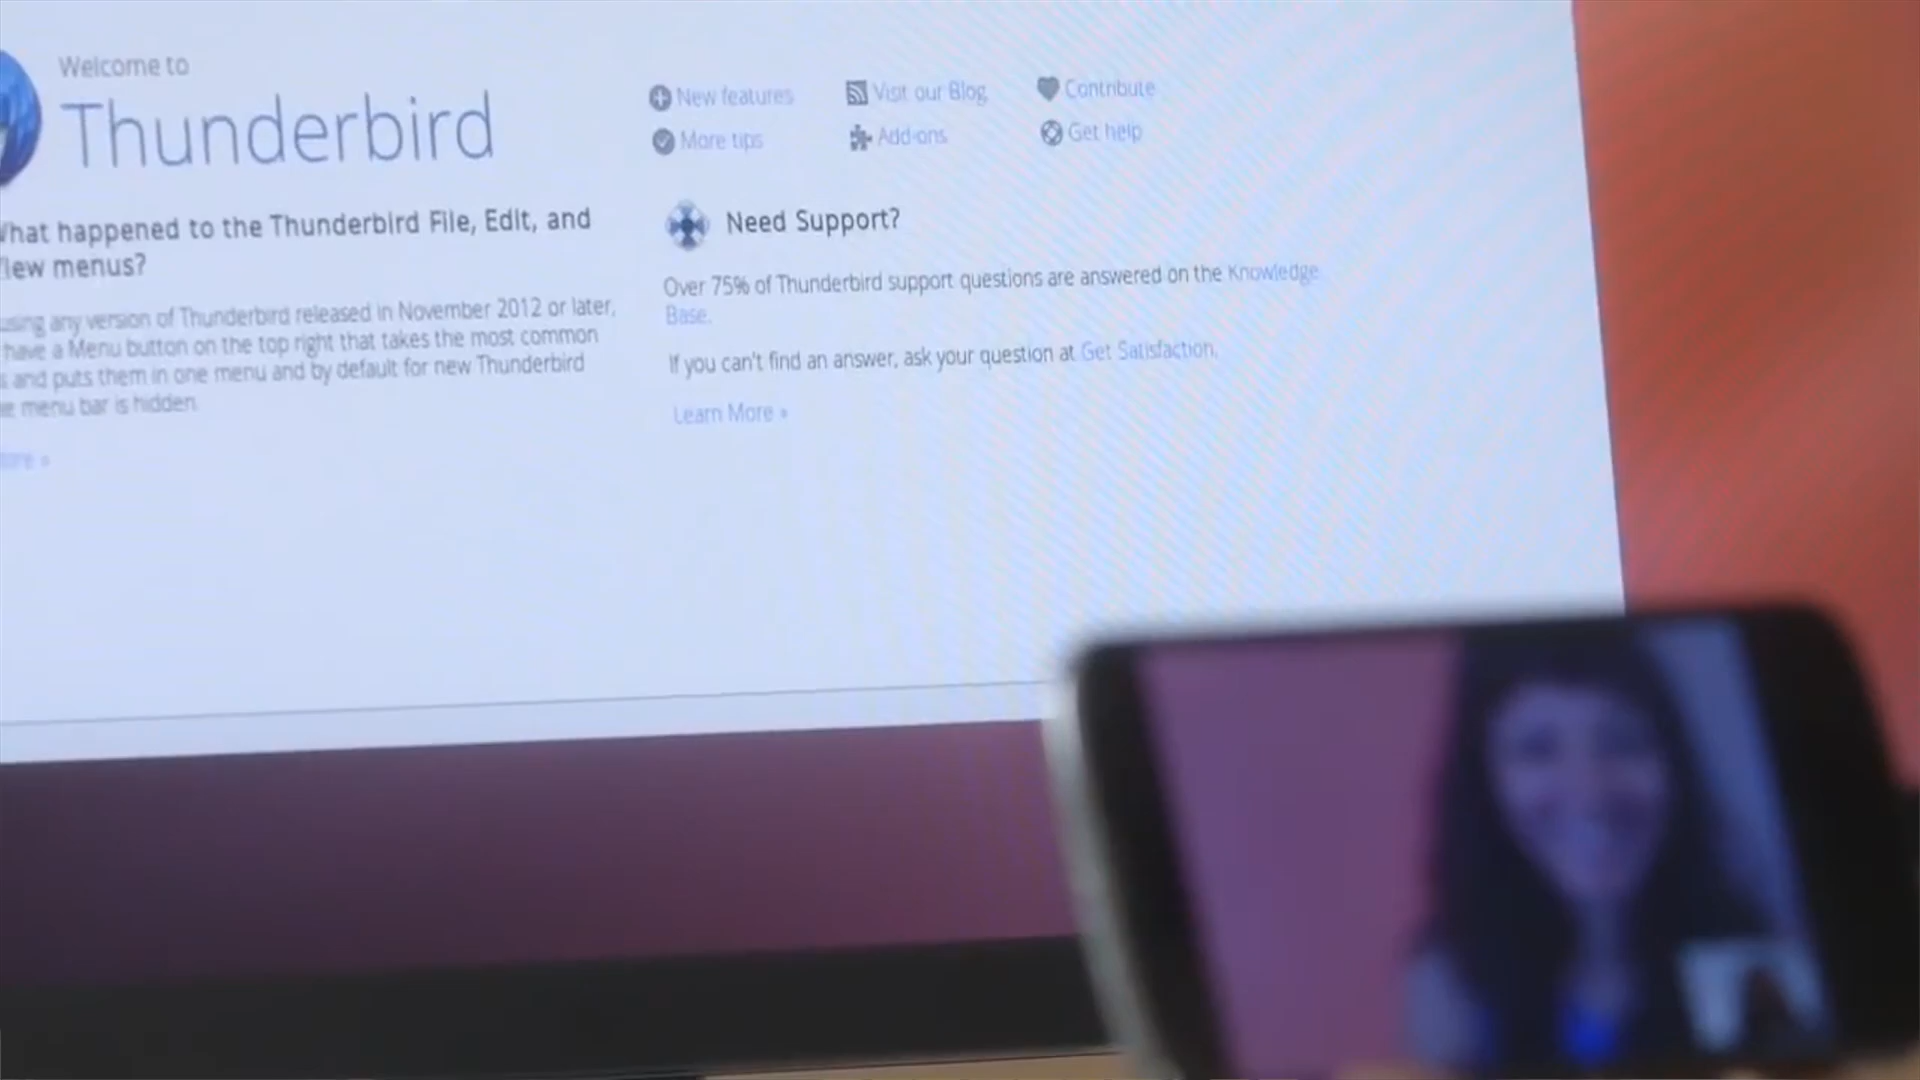 Welcome to
Thunderbird
New features
Visit our Blog
Contribute
More tips
Add-ons
Get help
What happened to the Thunderbird File, Edit, and
View menus?
using any version of Thunderbird released in November 2012 or later,
have a Menu button on the top right that takes the most common
and puts them in one menu and by default for new Thunderbird
menu bar is hidden.
Need Support?
Over 75% of Thunderbird support questions are answered on the Knowledge
Base.
If you can't find an answer, ask your question at Get Satisfaction.
Learn More »